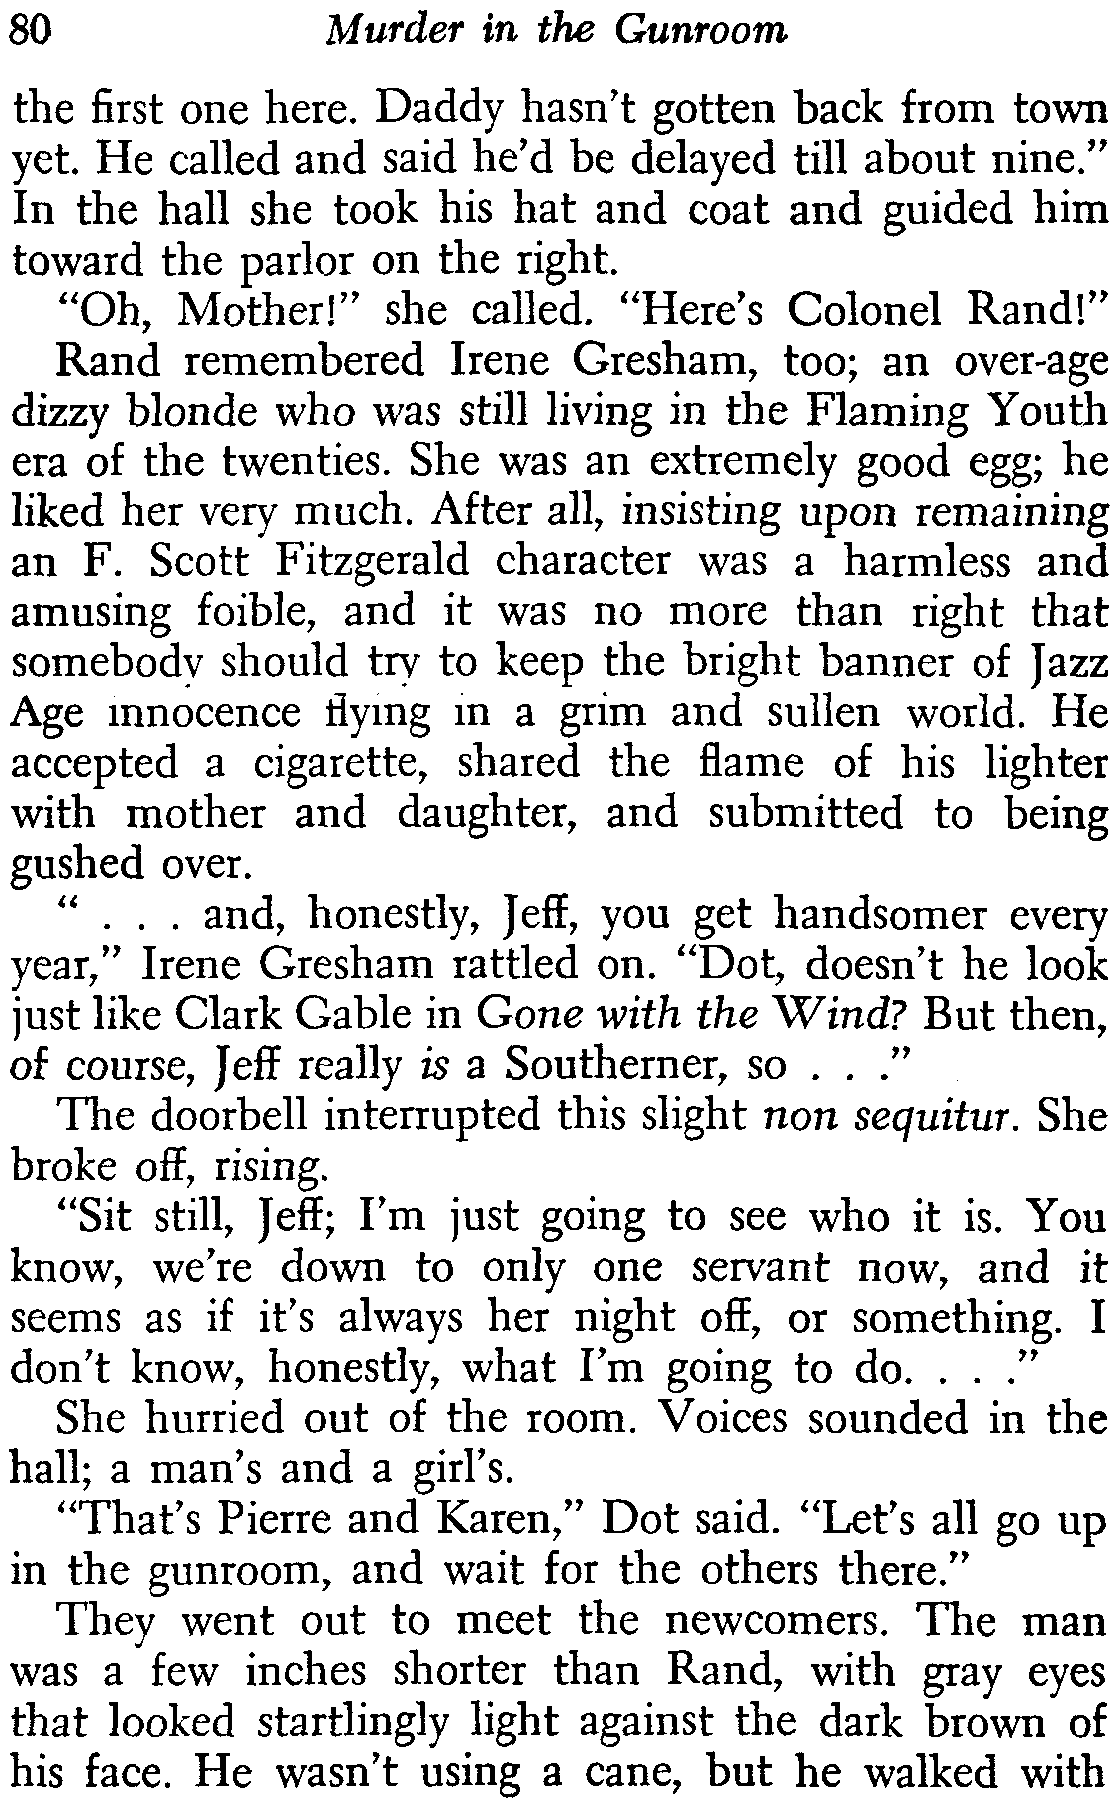 80 Murder in the Gunroom
the first one here. Daddy hasn't gotten back from town
yet. He called and said he'd be delayed till about nine."
In the hall she took his hat and coat and guided him
toward the parlor on the right.
"Oh, Mother!" she called. "Here's Colonel Rand!"
Rand remembered Irene Gresham, too; an over-age
dizzy blonde who was still living in the Flaming Youth
era of the twenties. She was an extremely good egg; he
liked her very much. After all, insisting upon remaining
an F. Scott Fitzgerald character was a harmless and
amusing foible, and it was no more than right that
somebody should try to keep the bright banner of Jazz
Age innocence flying in a grim and sullen world. He
accepted a cigarette, shared the flame of his lighter
with mother and daughter, and submitted to being
gushed over.
" . . . and, honestly, Jeff, you get handsomer every
year," Irene Gresham rattled on. "Dot, doesn't he look
just like Clark Gable in Gone with the Wind? But then,
of course, Jeff really is a Southerner, so . . ."
The doorbell interrupted this slight non sequitur. She
broke off, rising.
"Sit still, Jeff; I'm just going to see who it is. You
know, we're down to only one servant now, and it
seems as if it's always her night off, or something. I
don't know, honestly, what I'm going to do. . . ."
She hurried out of the room. Voices sounded in the
hall; a man's and a girl's.
"That's Pierre and Karen," Dot said. "Let's all go up
in the gunroom, and wait for the others there."
They went out to meet the newcomers. The man
was a few inches shorter than Rand, with gray eyes
that looked startlingly light against the dark brown of
his face. He wasn't using a cane, but he walked with